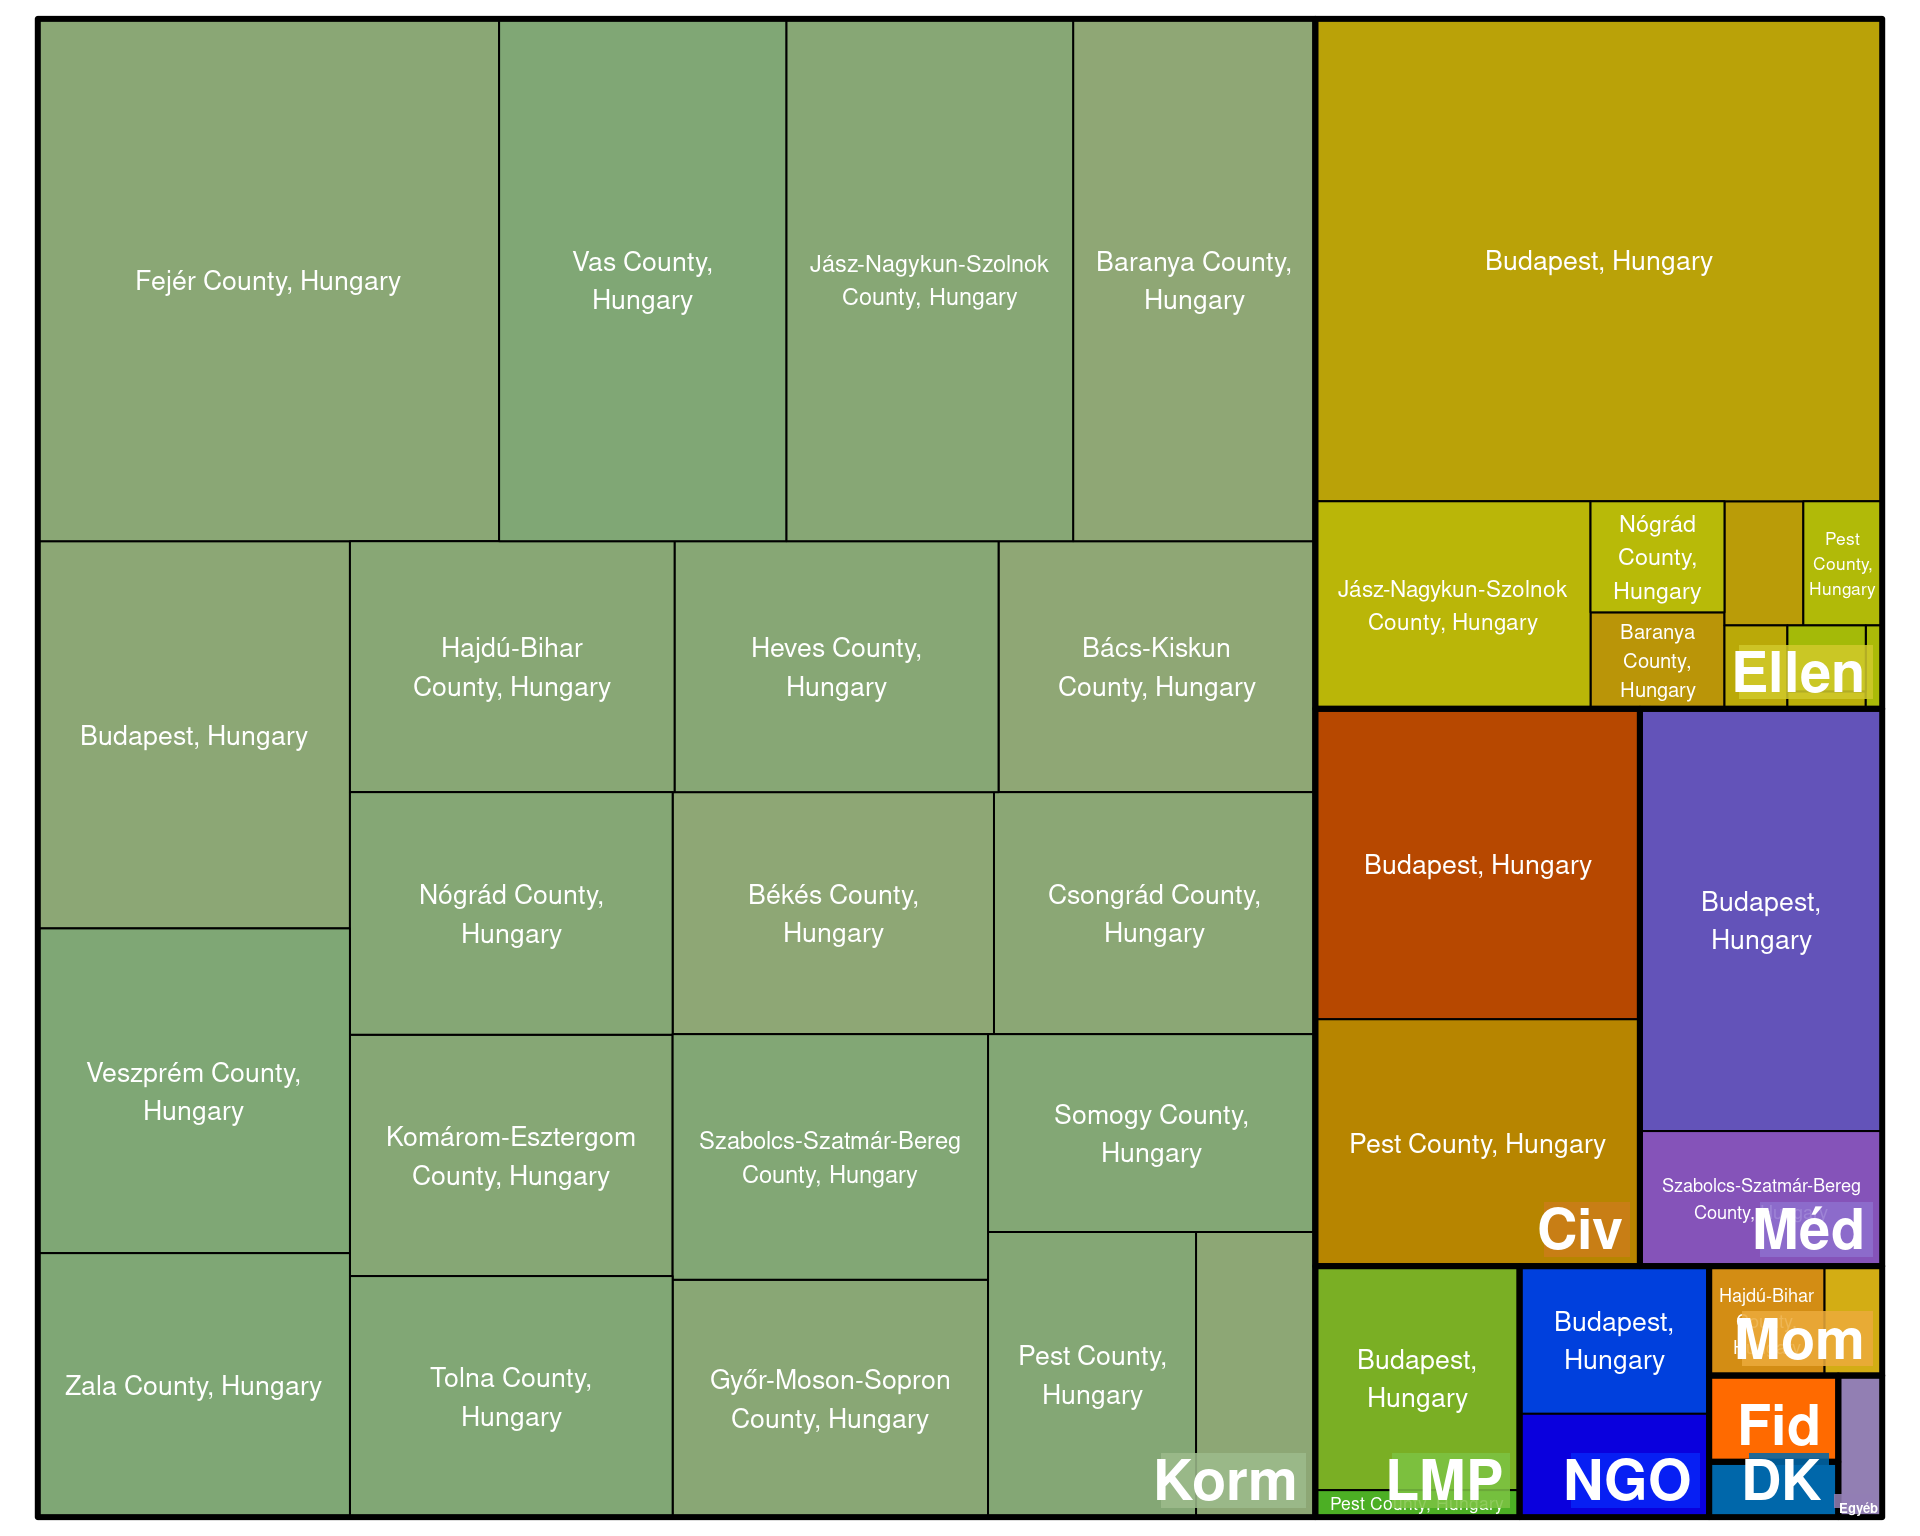 Fejér County, Hungary
Vas County,
Hungary
Jász-Nagykun-Szolnok
County, Hungary
Baranya County,
Hungary
Budapest, Hungary
Jász-Nagykun-Szolnok
County, Hungary
Nógrád
County,
Hungary
Baranya
County,
Hungary
Pest
County,
Hungary
Ellen
Budapest, Hungary
Hajdú-Bihar
County, Hungary
Heves County,
Hungary
Bács-Kiskun
County, Hungary
Nógrád County,
Hungary
Békés County,
Hungary
Csongrád County,
Hungary
Veszprém County,
Hungary
Komárom-Esztergom
County, Hungary
Szabolcs-Szatmár-Bereg
County, Hungary
Somogy County,
Hungary
Zala County, Hungary
Tolna County,
Hungary
Győr-Moson-Sopron
County, Hungary
Pest County,
Hungary
Korm
Budapest, Hungary
Pest County, Hungary
Civ
Budapest,
Hungary
Szabolcs-Szatmár-Bereg
County, Hungary
Méd
Budapest,
Hungary
Pest County, Hungary
LMP
Budapest,
Hungary
NGO
Hajdú-Bihar
Mom
Fid
DK
Egyéb